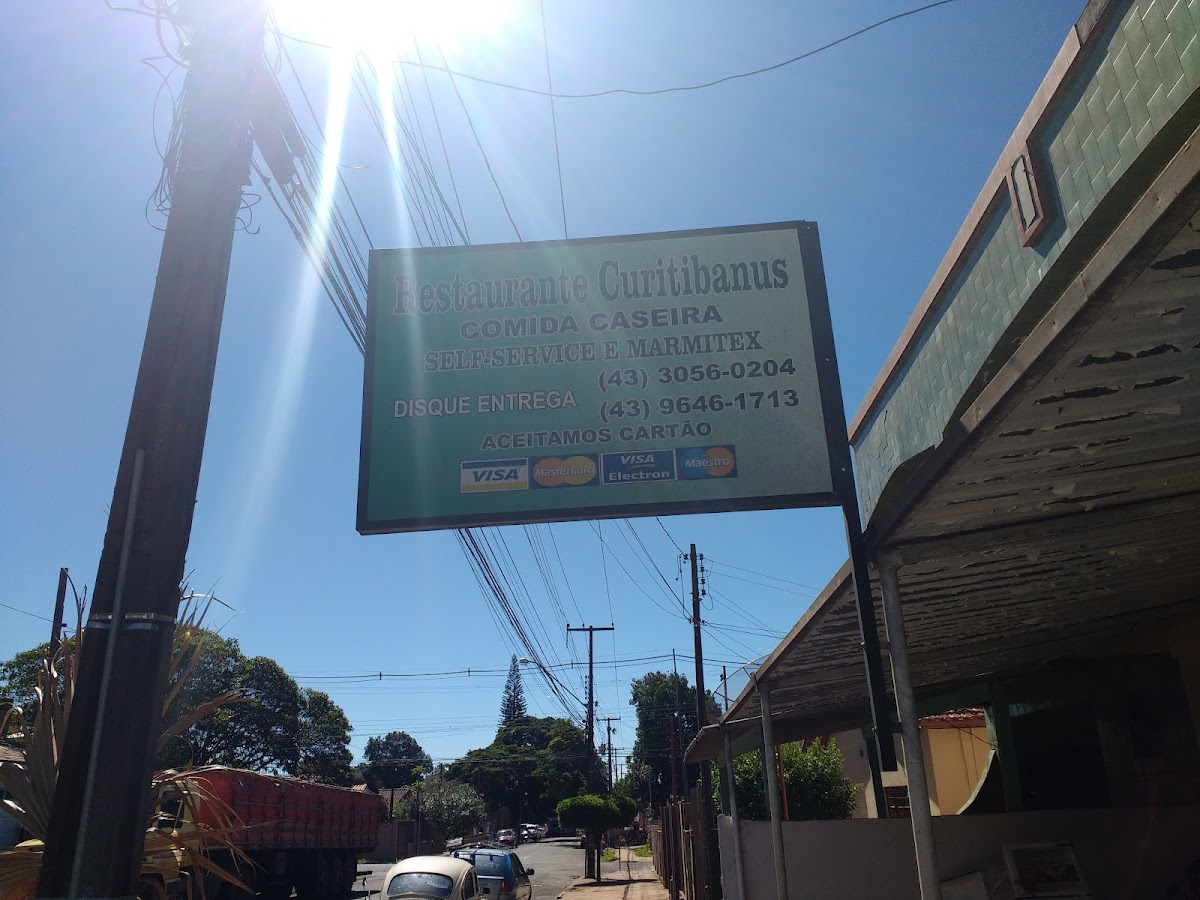 Restaurante Curitibanus
COMIDA CASEIRA
SELF-SERVICE E MARMITEX
(43) 3056-0204
DISQUE ENTREGA (43) 9646-1713
ACEITAMOS CARTÃO
VISA MasterCard VISA Electron Maestro